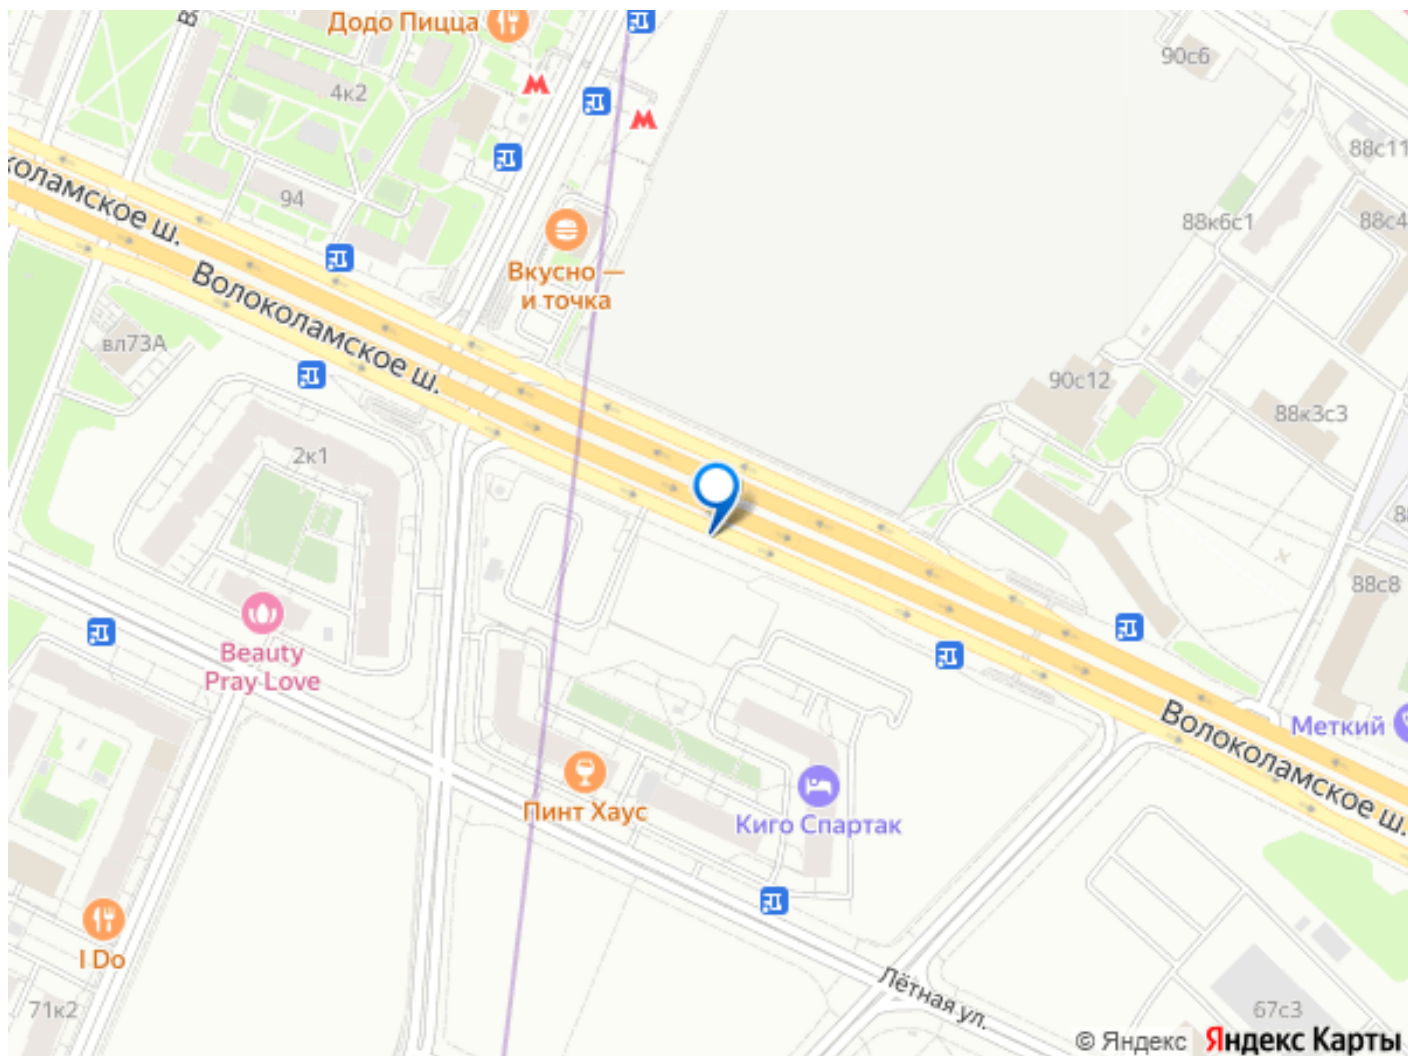 Додо Пицца
4к2
90с6
88с11
94
88к6с1
88с4
коламское ш.
Вкусно —
и точка
Волоколамское ш.
вл73А
90с12
88к3с3
2к1
88с8
Beauty
Pray Love
Волоколамское ш.
Меткий
Пинт Хаус
Киго Спартак
I Do
Лётная ул.
71к2
67с3
© Яндекс Яндекс Карты